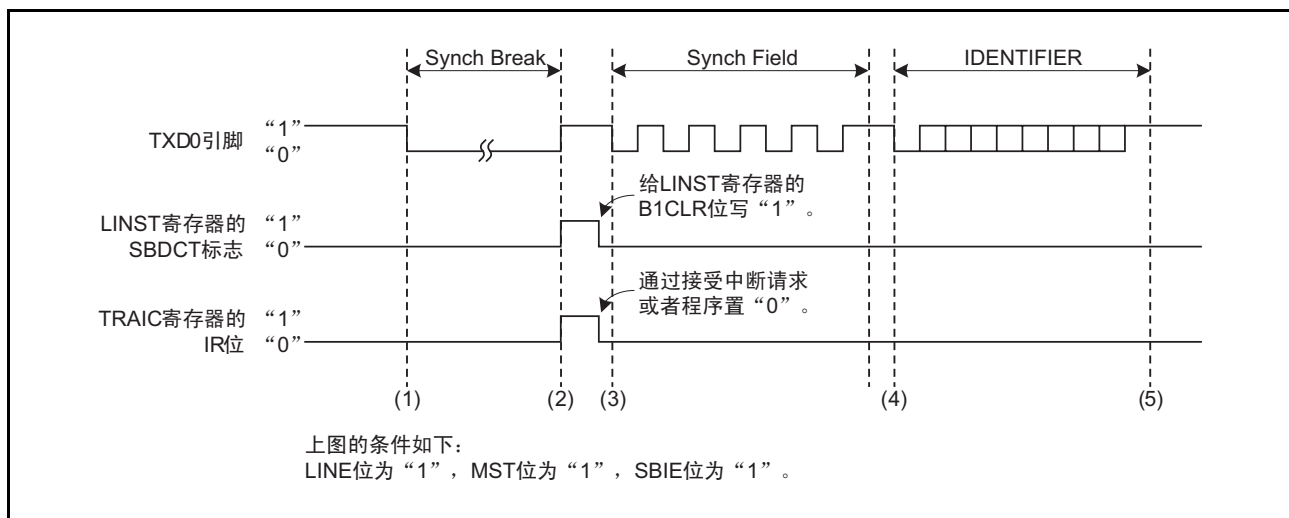 Synch Break Synch Field IDENTIFIER
TXD0引脚 “1” “0”
给LINST寄存器的
B1CLR位写“1”。
LINST寄存器的 “1”
SBDCT标志 “0”
通过接受中断请求
或者程序置“0”。
TRAIC寄存器的 “1”
IR位 “0”
(1) (2) (3) (4) (5)
上图的条件如下：
LINE位为“1”，MST位为“1”，SBIE位为“1”。